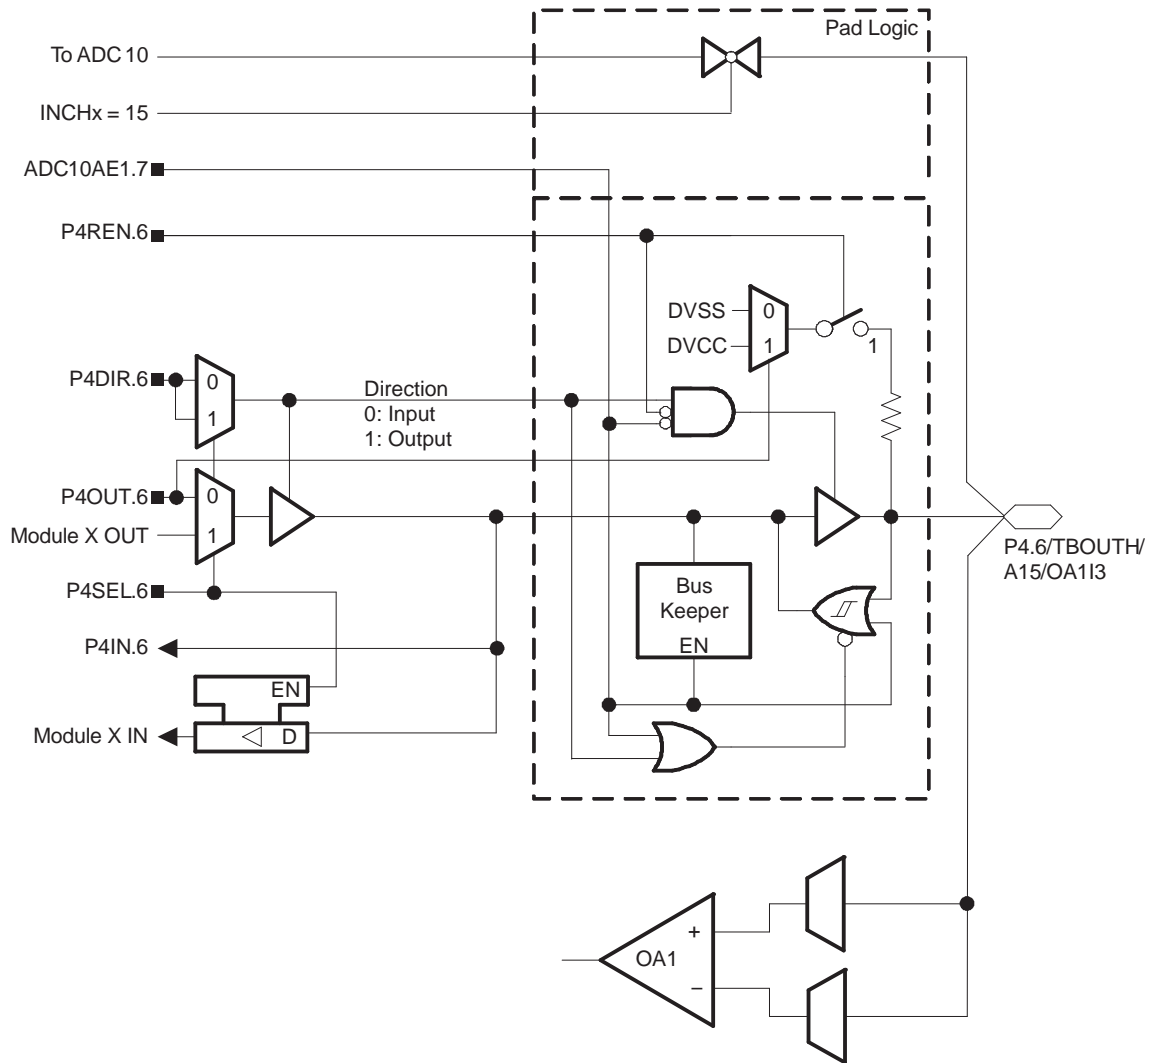 Pad Logic
To ADC 10
INCHx = 15
ADC10AE1.7
P4REN.6
DVSS
0
DVCC
1
1
P4DIR.6
0
1
Direction
0: Input
1: Output
P4OUT.6
0
Module X OUT
1
P4.6/TBOUTH/
A15/OA1I3
P4SEL.6
Bus
Keeper
EN
P4IN.6
EN
Module X IN
D
+
OA1
−